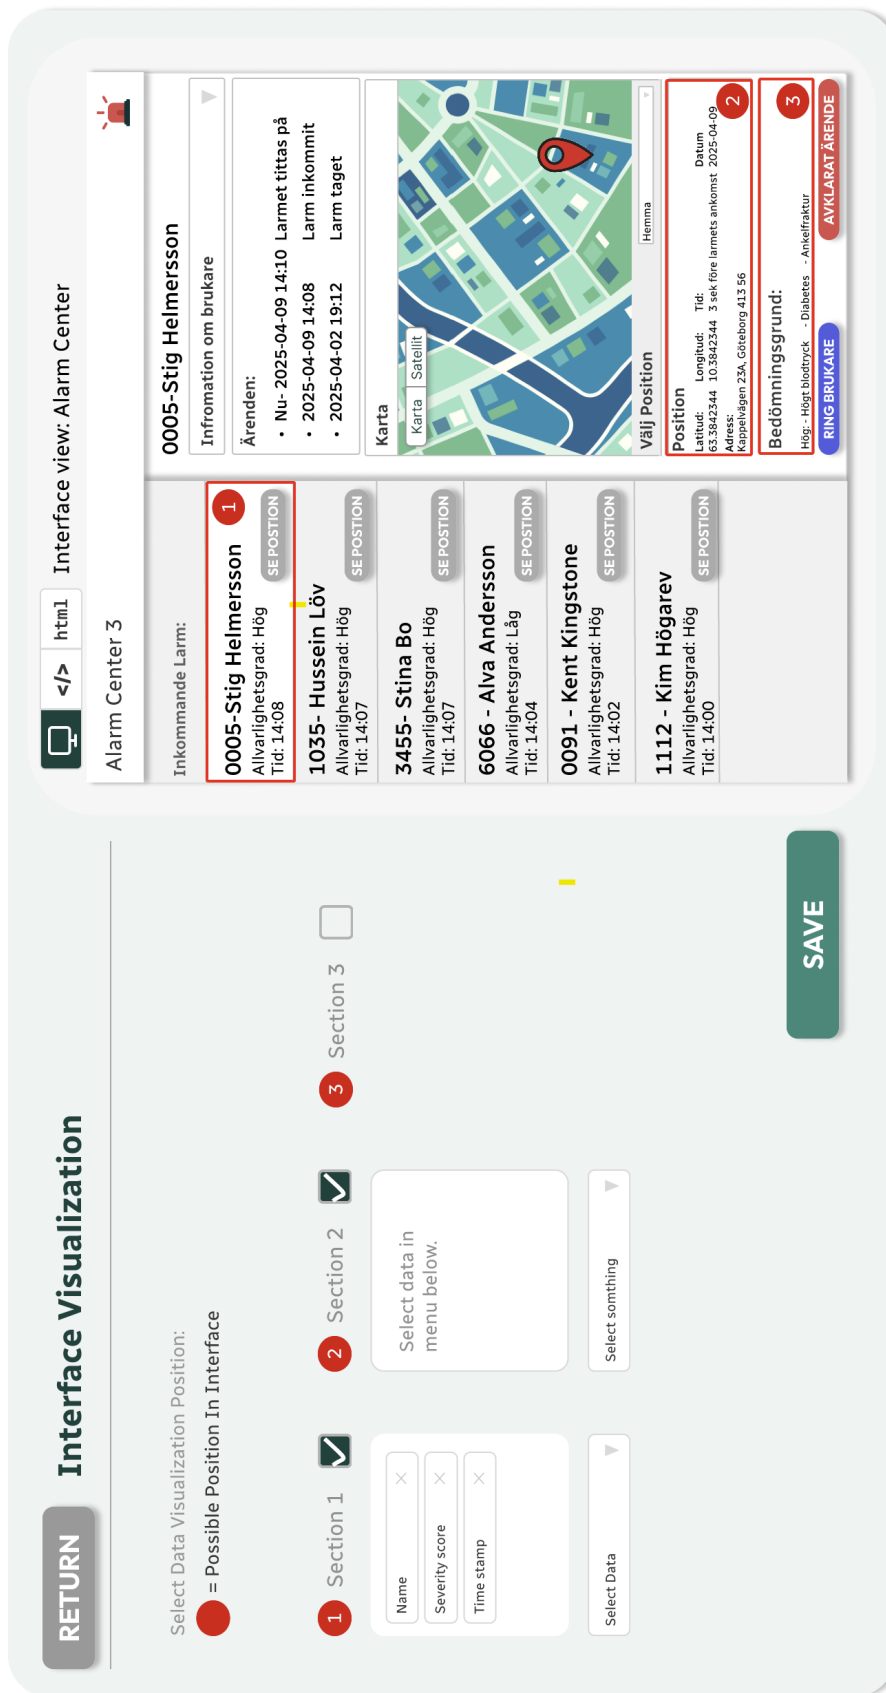 RETURN
Interface Visualization
Select Data Visualization Position:
= Possible Position In Interface
1 Section 1
Name
Severity score
Time stamp
Select Data
2 Section 2
Select data in
menu below.
Select somthing
3 Section 3
SAVE
</> html Interface view: Alarm Center
Alarm Center 3
Inkommande Larm:
0005-Stig Helmersson
1
Allvarlighetsgrad: Hög
Tid: 14:08
SE POSTION
1035- Hussein Löv
Allvarlighetsgrad: Hög
Tid: 14:07
SE POSTION
3455- Stina Bo
Allvarlighetsgrad: Hög
Tid: 14:07
SE POSTION
6066 - Alva Andersson
Allvarlighetsgrad: Låg
Tid: 14:04
SE POSTION
0091 - Kent Kingstone
Allvarlighetsgrad: Hög
Tid: 14:02
SE POSTION
1112 - Kim Högarev
Allvarlighetsgrad: Hög
Tid: 14:00
SE POSTION
0005-Stig Helmersson
Infromation om brukare
Ärenden:
• Nu- 2025-04-09 14:10 Larmet tittas på
• 2025-04-09 14:08 Larm inkommit
• 2025-04-02 19:12 Larm taget
Karta
Karta Satellit
Välj Position
Hemma
Position
2
Latitud: Longitud: Tid: Datum
63.3842344 10.3842344 3 sek före larmets ankomst 2025-04-09
Adress:
Kappelvägen 23A, Göteborg 413 56
Bedömningsgrund:
3
Hög: - Högt blodtryck - Diabetes - Ankelfraktur
RING BRUKARE
AVKLARAT ÄRENDE